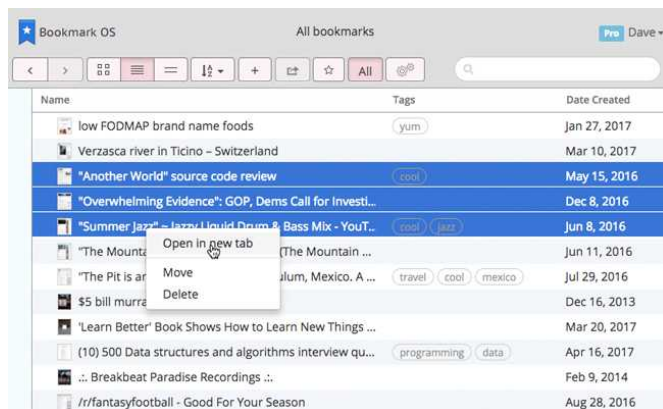 Bookmark OS All bookmarks Pro Dave
All
Name Tags Date Created
low FODMAP brand name foods yum Jan 27, 2017
Verzasca river in Ticino – Switzerland Mar 10, 2017
"Another World" source code review cool May 15, 2016
"Overwhelming Evidence": GOP, Dems Call for Investi... Dec 8, 2016
"Summer Jazz" ~ Jazzy Liquid Drum & Bass Mix - YouT.. cool jazz Jun 8, 2016
Open in new tab
"The Mounta (The Mountain ... Jun 11, 2016
Move
"The Pit is ar ulum, Mexico. A ... travel cool mexico Jul 29, 2016
Delete
$5 bill murra Dec 16, 2013
'Learn Better' Book Shows How to Learn New Things ... Mar 20, 2017
(10) 500 Data structures and algorithms interview qu... programming data Apr 16, 2017
.:. Breakbeat Paradise Recordings .:. Feb 9, 2014
/r/fantasyfootball - Good For Your Season Aug 28, 2016